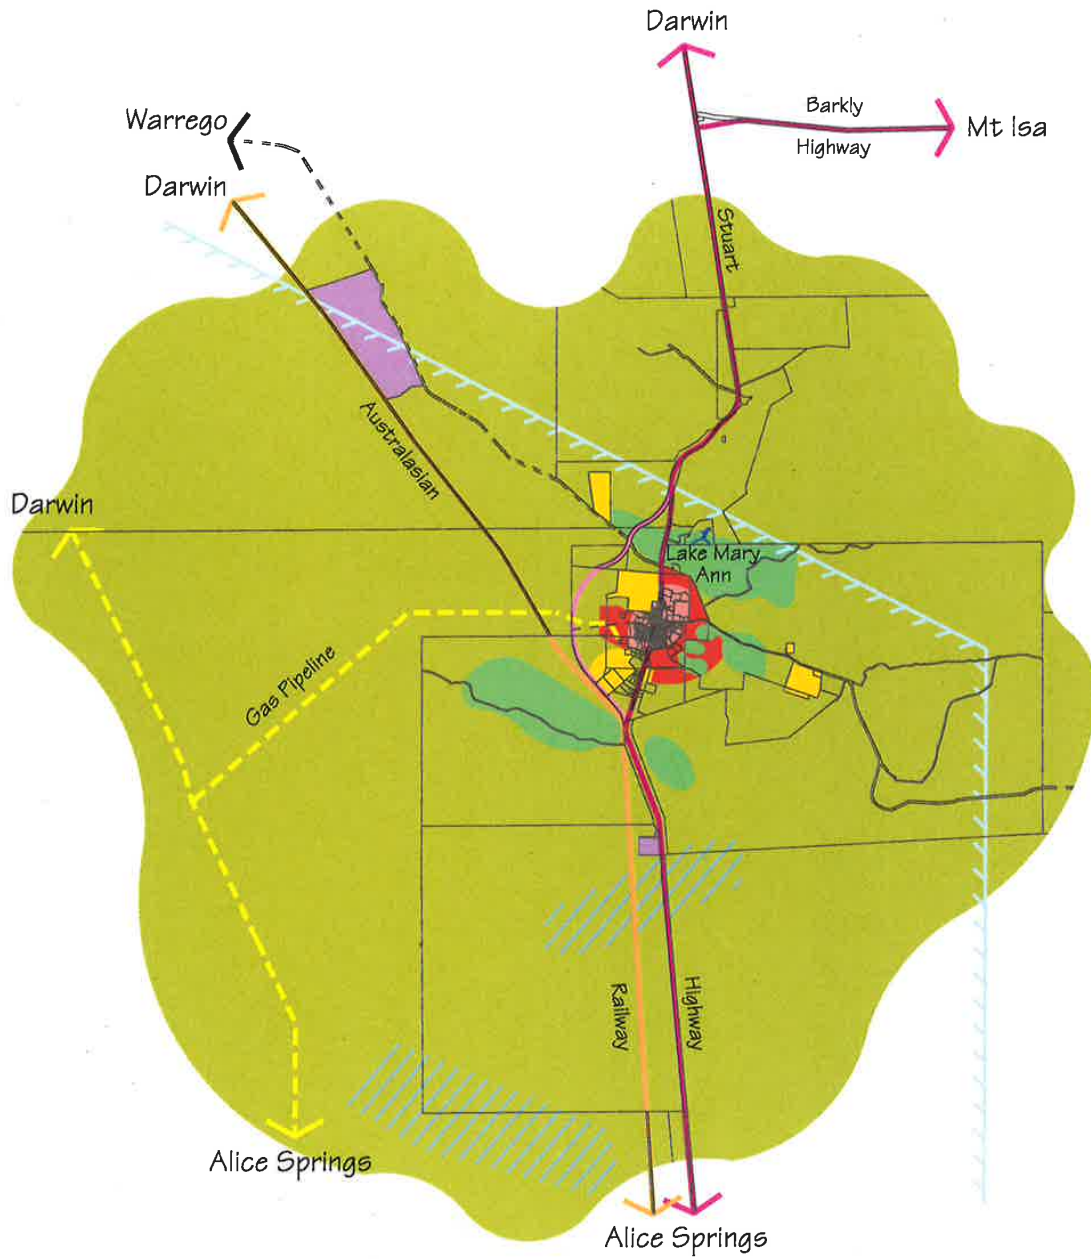 Darwin
Barkly
Mt Isa
Highway
Warrego
Darwin
Stuart
Australasian
Darwin
Lake Mary
Ann
Gas Pipeline
Railway
Highway
Alice Springs
Alice Springs